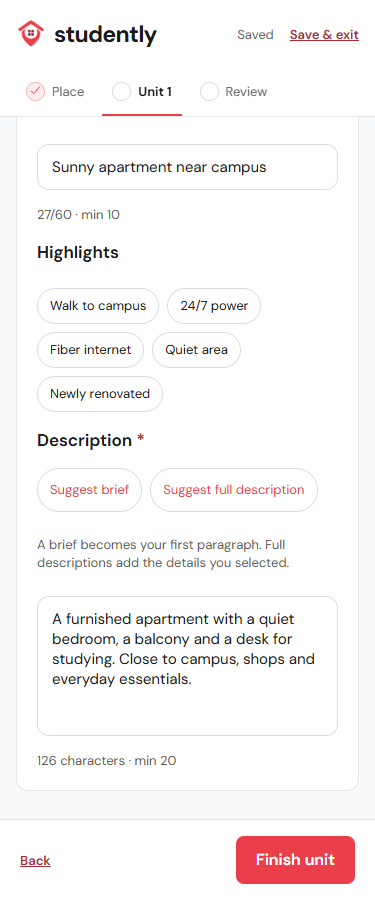 studently
Saved
Save & exit
Place
Unit 1
Review
Sunny apartment near campus
27/60 · min 10
Highlights
Walk to campus
24/7 power
Fiber internet
Quiet area
Newly renovated
Description *
Suggest brief
Suggest full description
A brief becomes your first paragraph. Full
descriptions add the details you selected.
A furnished apartment with a quiet
bedroom, a balcony and a desk for
studying. Close to campus, shops and
everyday essentials.
126 characters · min 20
Back
Finish unit